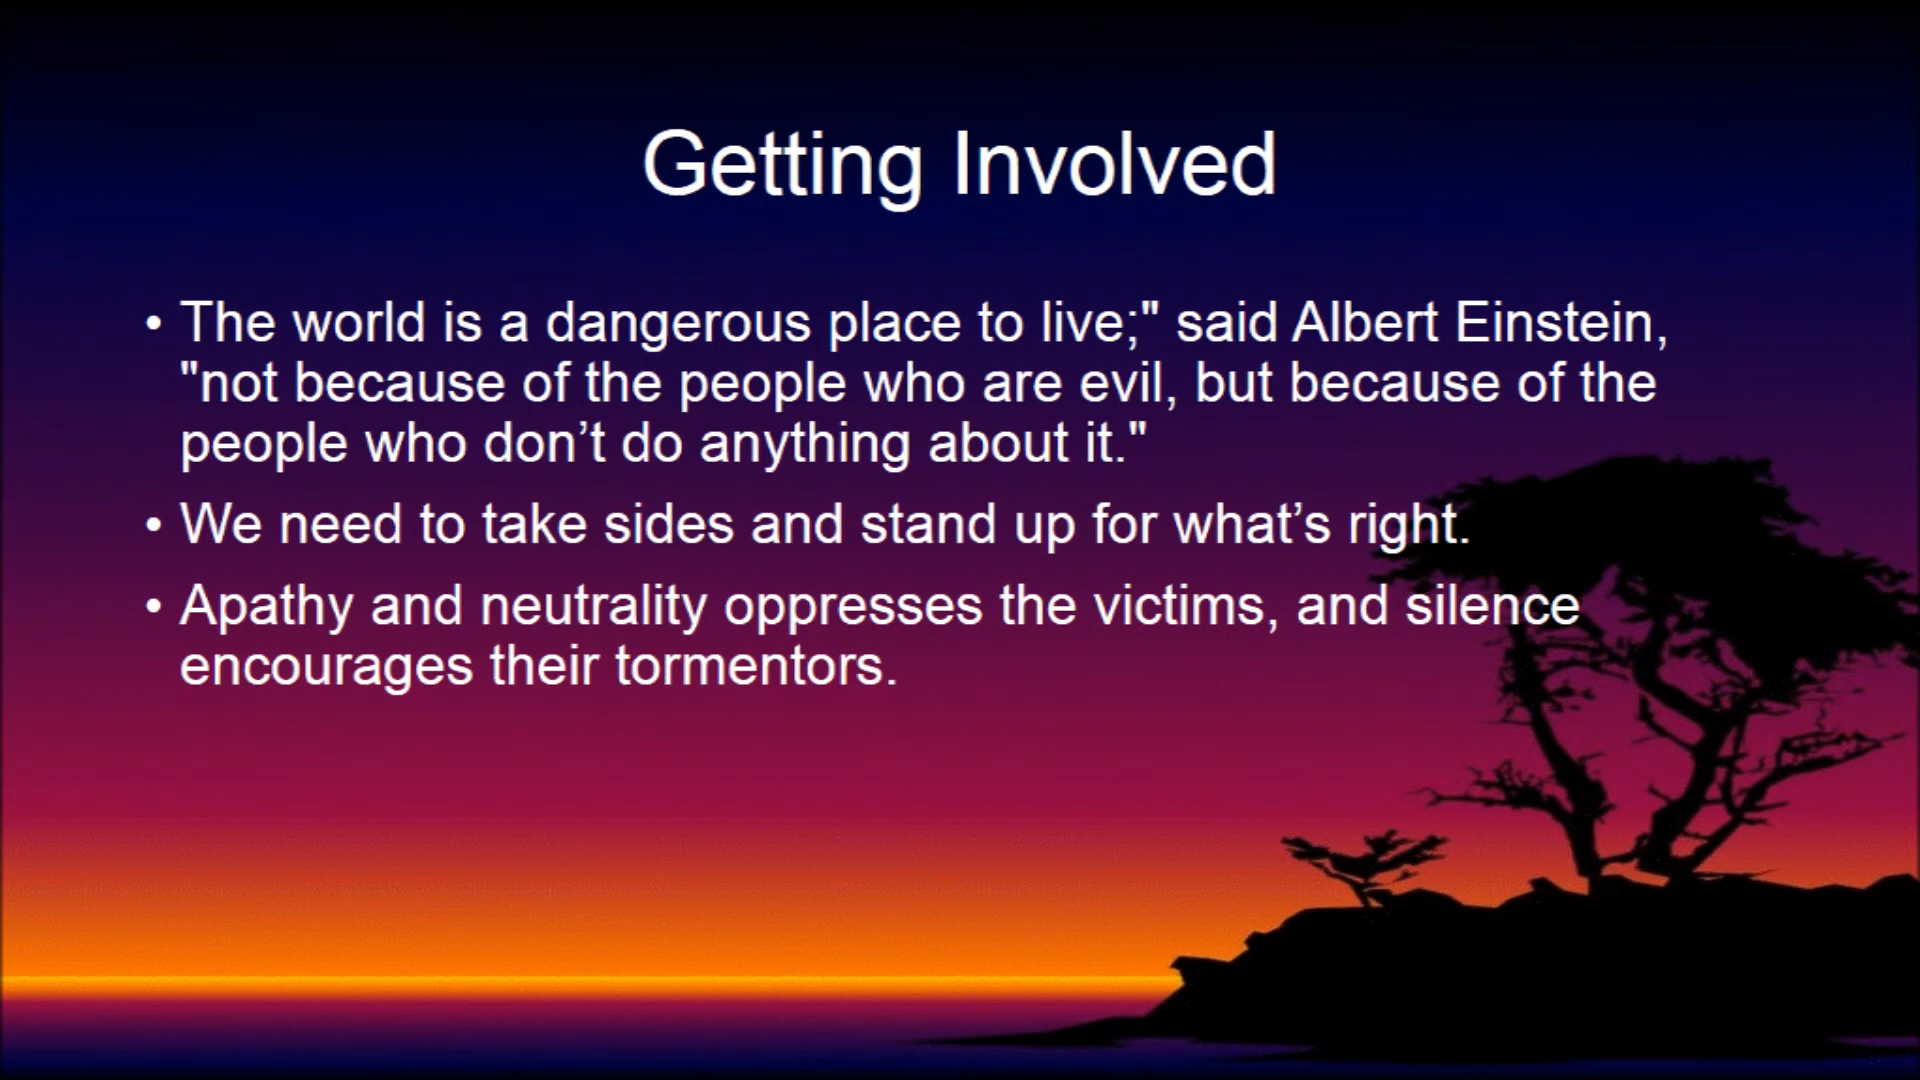 Getting Involved
• The world is a dangerous place to live;" said Albert Einstein,
"not because of the people who are evil, but because of the
people who don’t do anything about it."
• We need to take sides and stand up for what’s right.
• Apathy and neutrality oppresses the victims, and silence
encourages their tormentors.